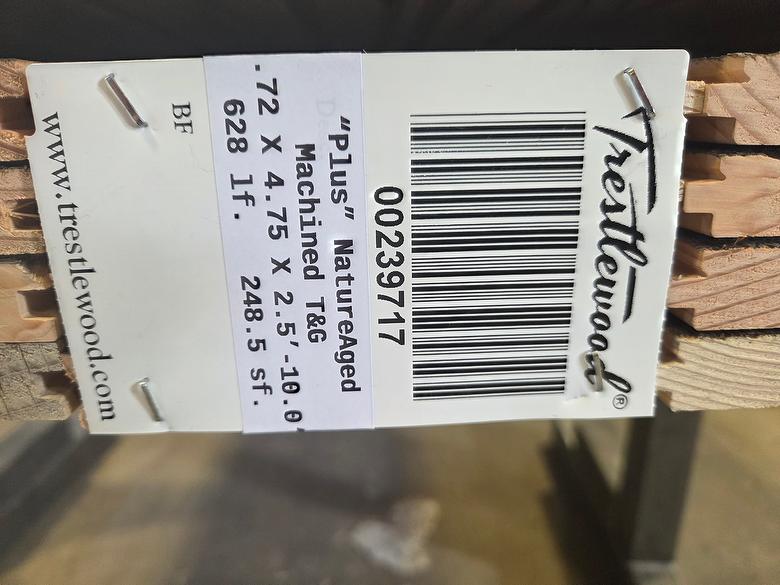 Trestlewood®
00239717
"Plus" NatureAged
Machined T&G
.72 X 4.75 X 2.5'-10.0'
628 lf. 248.5 sf.
BF
www.trestlewood.com